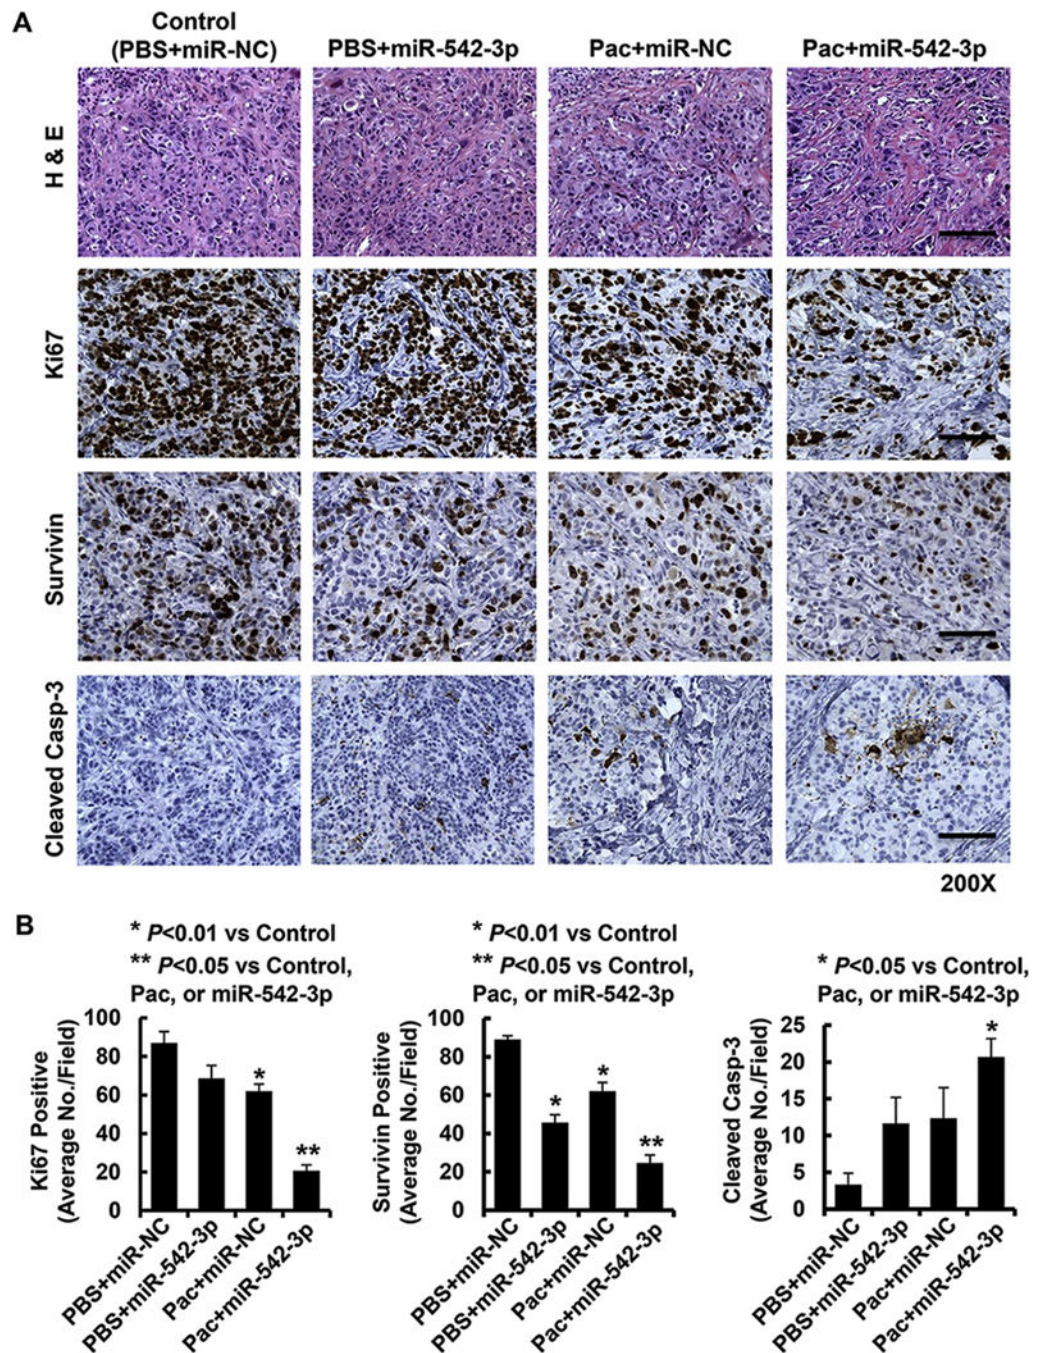 A
Control
(PBS+miR-NC)
PBS+miR-542-3p
Pac+miR-NC
Pac+miR-542-3p
H & E
Ki67
Survivin
Cleaved Casp-3
200X
B
* P<0.01 vs Control
** P<0.05 vs Control,
Pac, or miR-542-3p
Ki67 Positive
(Average No./Field)
100
80
60
40
20
0
*
**
PBS+miR-NC
PBS+miR-542-3p
Pac+miR-NC
Pac+miR-542-3p
* P<0.01 vs Control
** P<0.05 vs Control,
Pac, or miR-542-3p
Survivin Positive
(Average No./Field)
100
80
60
40
20
0
*
*
**
PBS+miR-NC
PBS+miR-542-3p
Pac+miR-NC
Pac+miR-542-3p
* P<0.05 vs Control,
Pac, or miR-542-3p
Cleaved Casp-3
(Average No./Field)
25
20
15
10
5
0
*
PBS+miR-NC
PBS+miR-542-3p
Pac+miR-NC
Pac+miR-542-3p